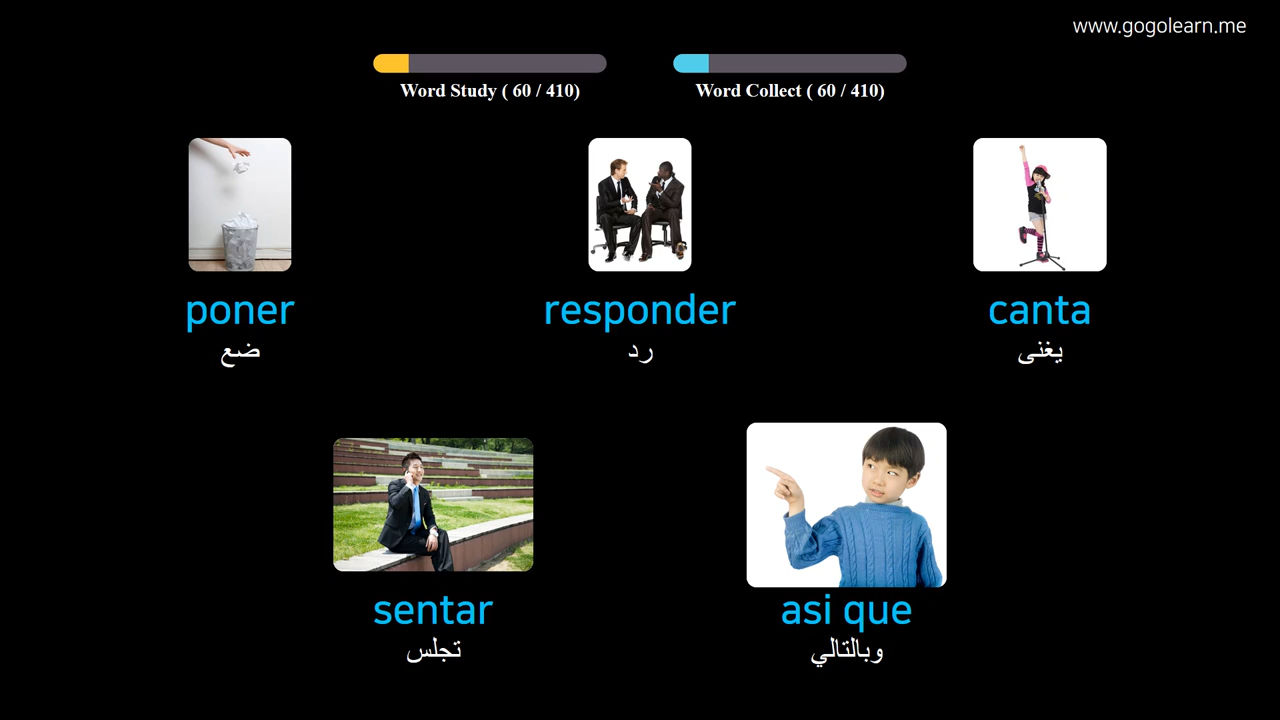 www.gogolearn.me
Word Study ( 60 / 410)
Word Collect ( 60 / 410)
poner
ضع
responder
رد
canta
يغنى
sentar
تجلس
asi que
وبالتالي